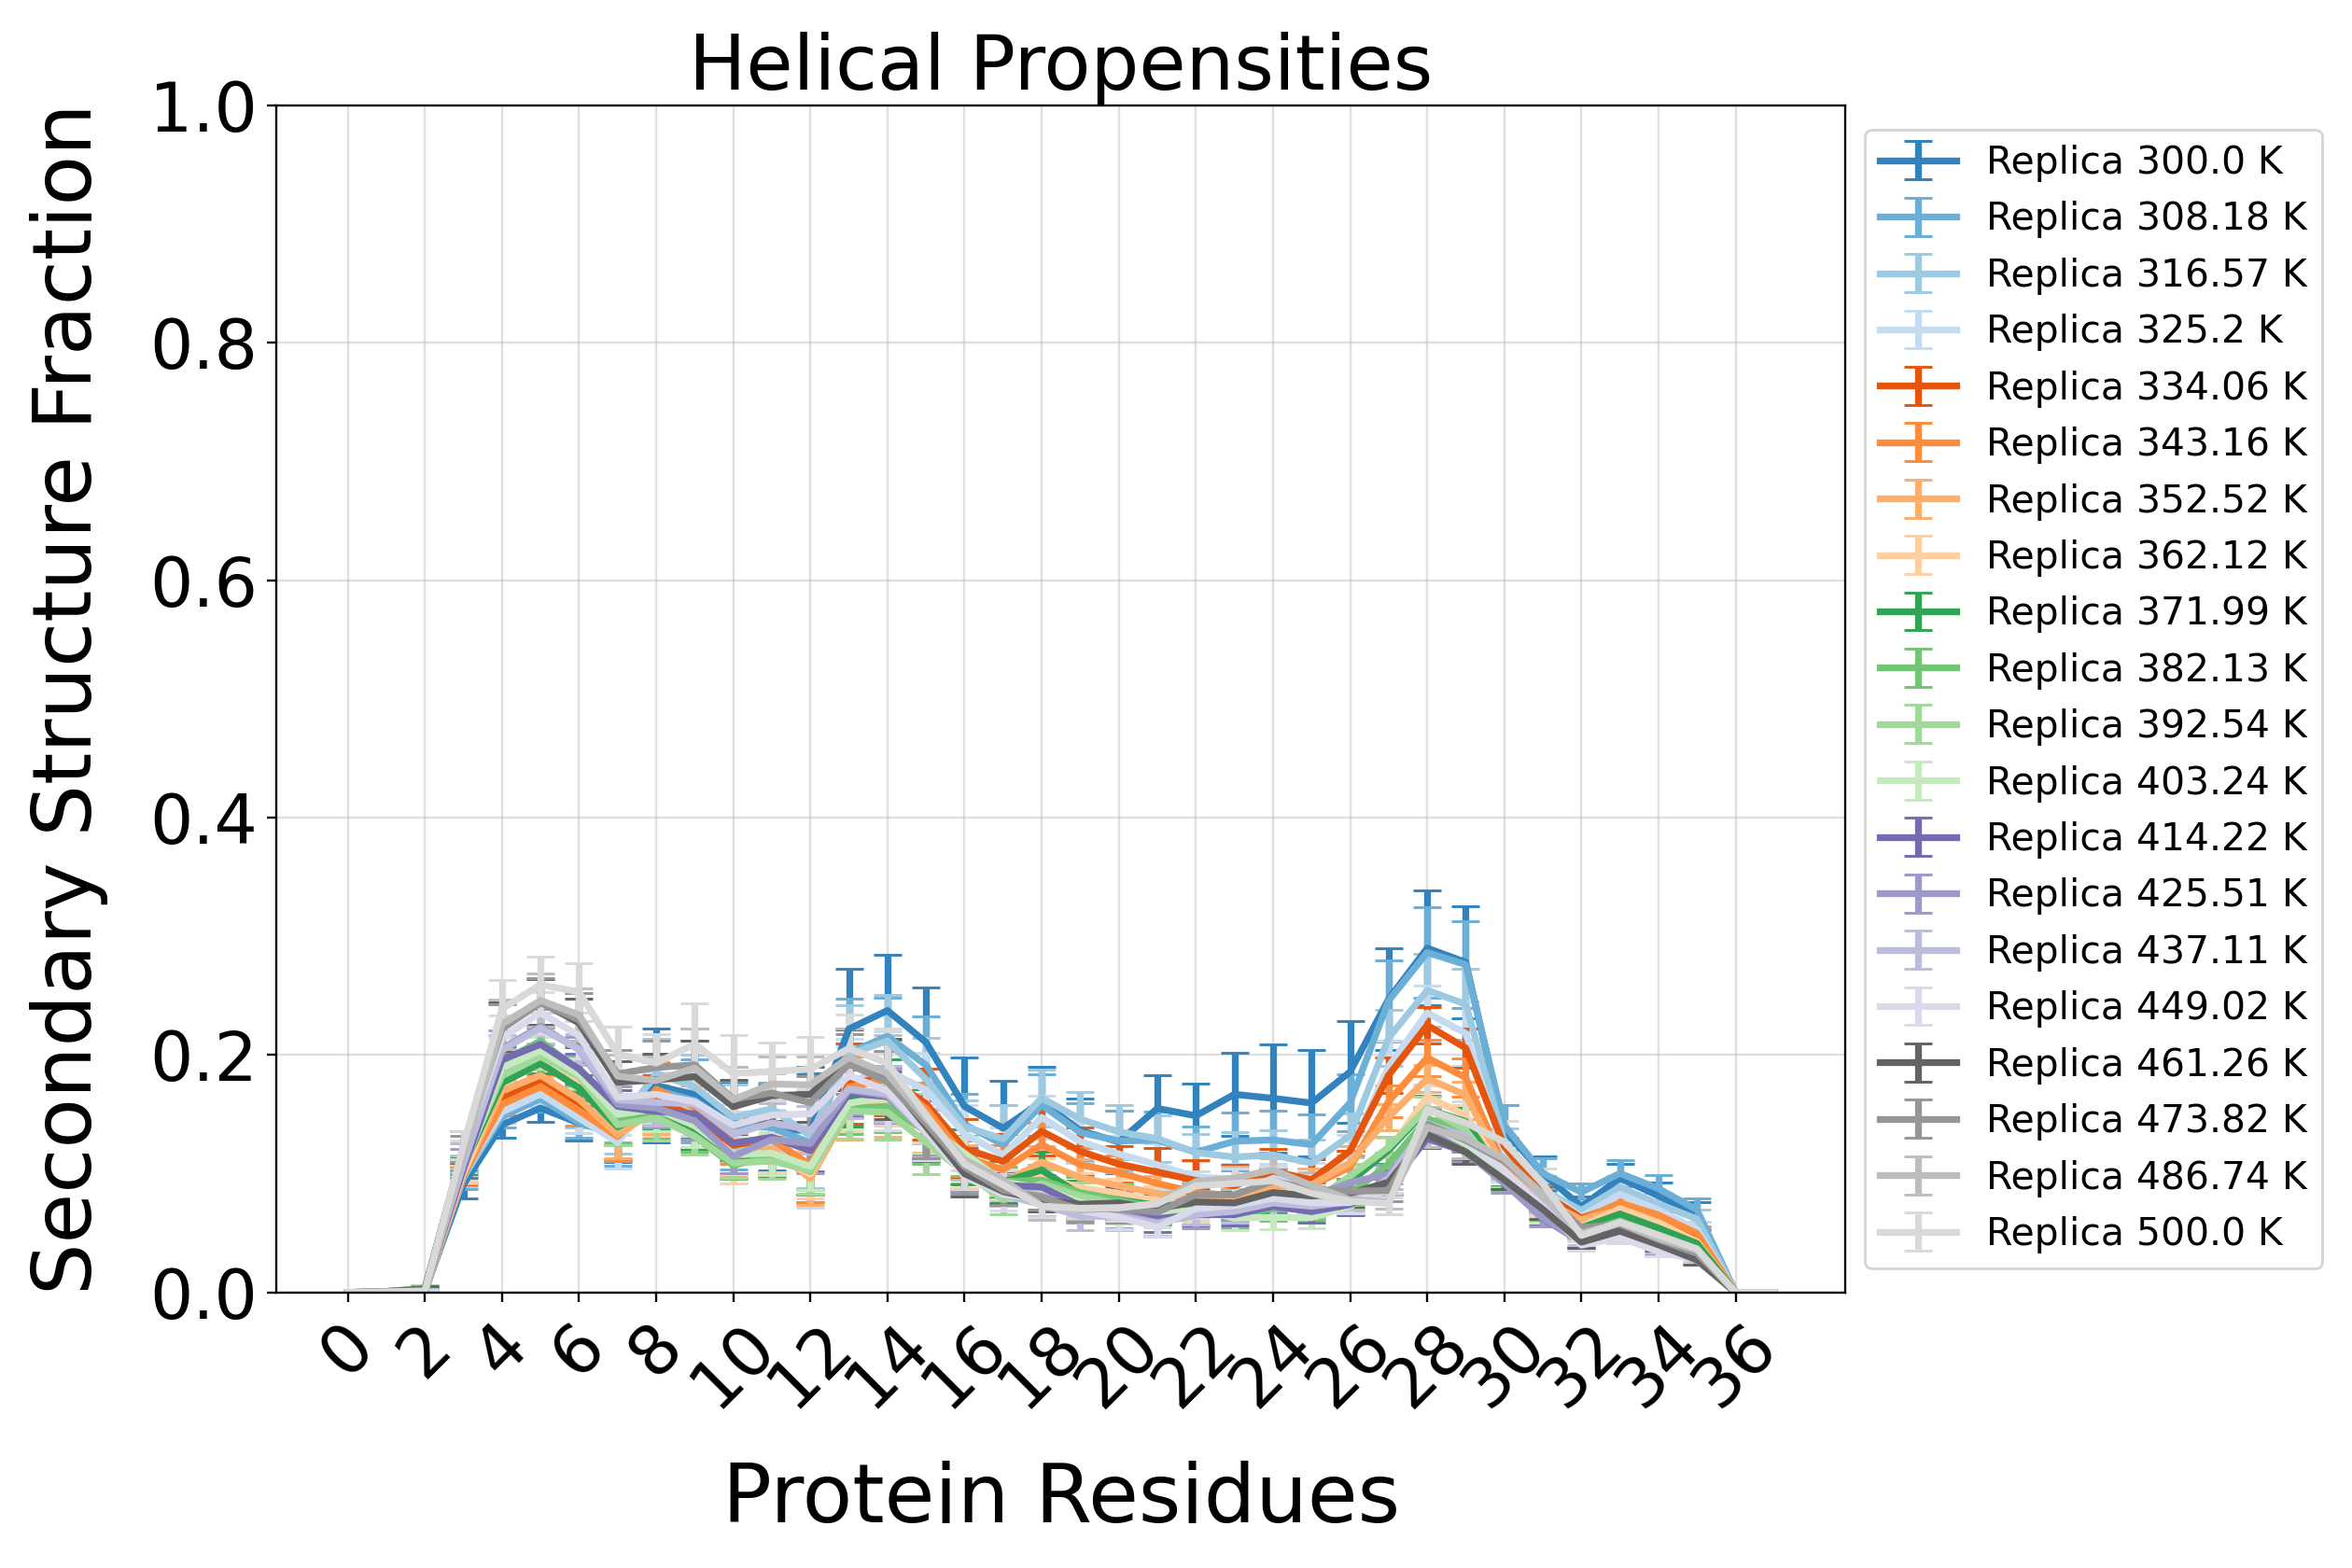 Helical Propensities
Secondary Structure Fraction
1.0
0.8
0.6
0.4
0.2
0.0
0 2 4 6 8 10 12 14 16 18 20 22 24 26 28 30 32 34 36
Protein Residues
Replica 300.0 K
Replica 308.18 K
Replica 316.57 K
Replica 325.2 K
Replica 334.06 K
Replica 343.16 K
Replica 352.52 K
Replica 362.12 K
Replica 371.99 K
Replica 382.13 K
Replica 392.54 K
Replica 403.24 K
Replica 414.22 K
Replica 425.51 K
Replica 437.11 K
Replica 449.02 K
Replica 461.26 K
Replica 473.82 K
Replica 486.74 K
Replica 500.0 K